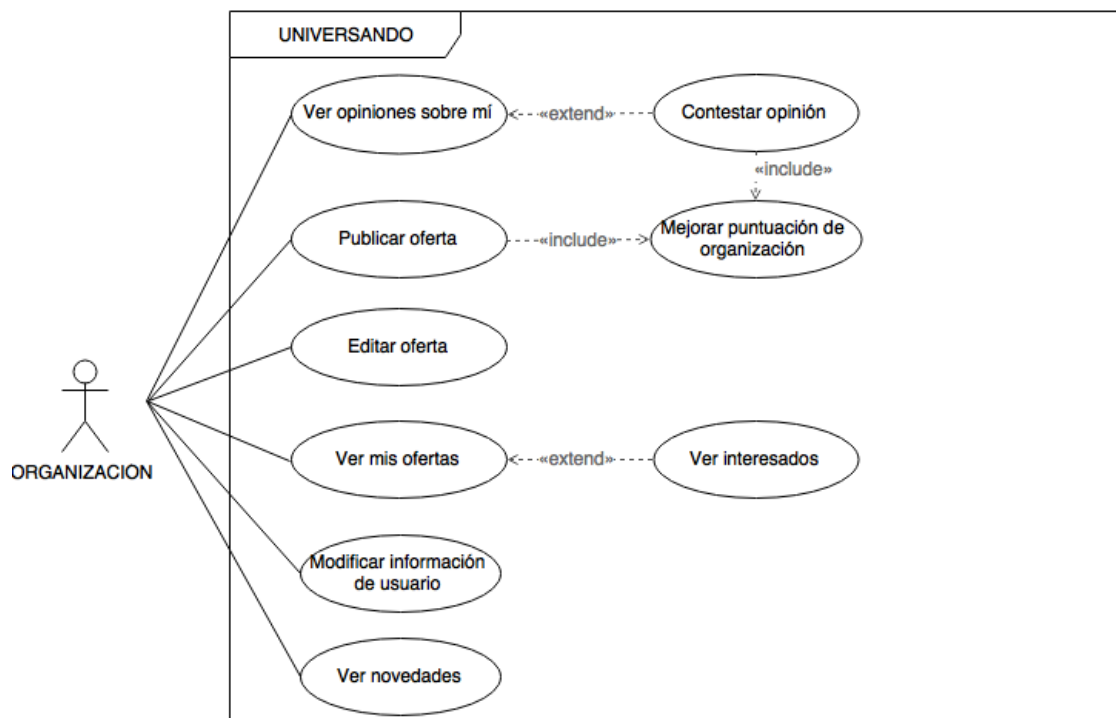 UNIVERSANDO
Ver opiniones sobre mí
«extend»
Contestar opinión
«include»
Publicar oferta
«include»
Mejorar puntuación de
organización
Editar oferta
ORGANIZACION
Ver mis ofertas
«extend»
Ver interesados
Modificar información
de usuario
Ver novedades